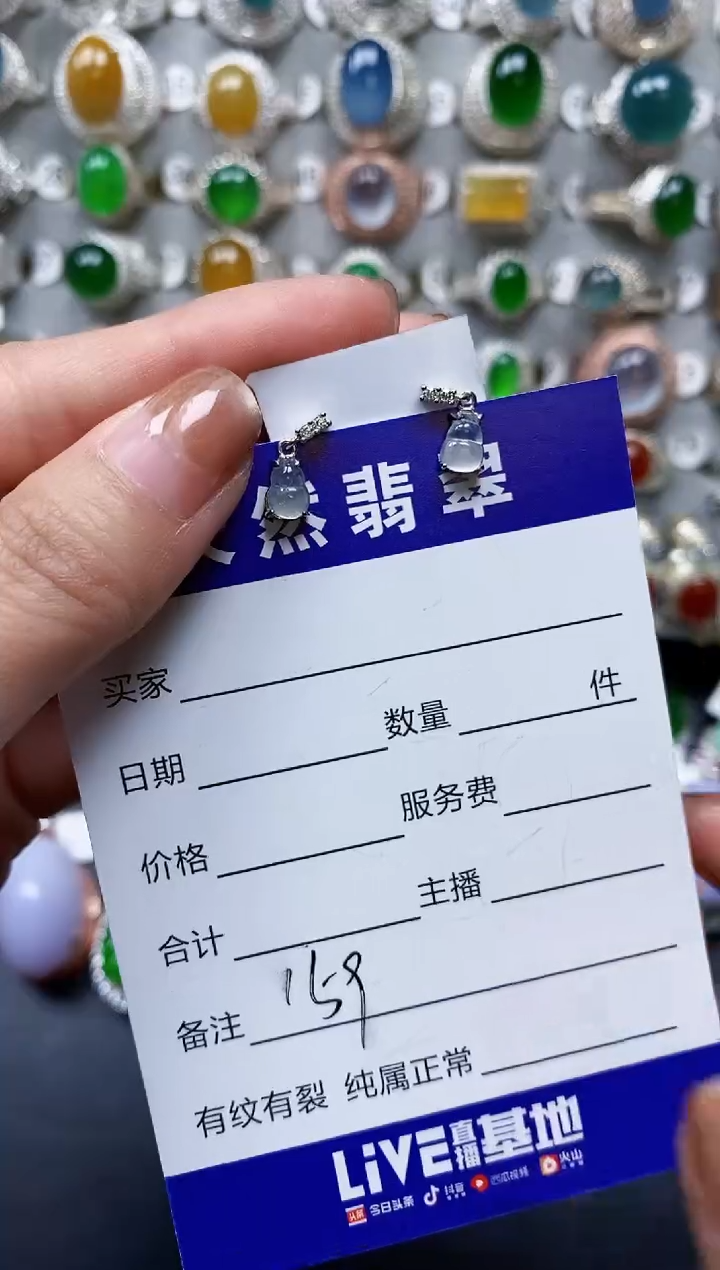 然翡翠
买家
数量 件
日期
服务费
价格
主播
合计
备注 159
有纹有裂 纯属正常
LIVE直播基地
头条 今日头条 抖音 西瓜视频 火山